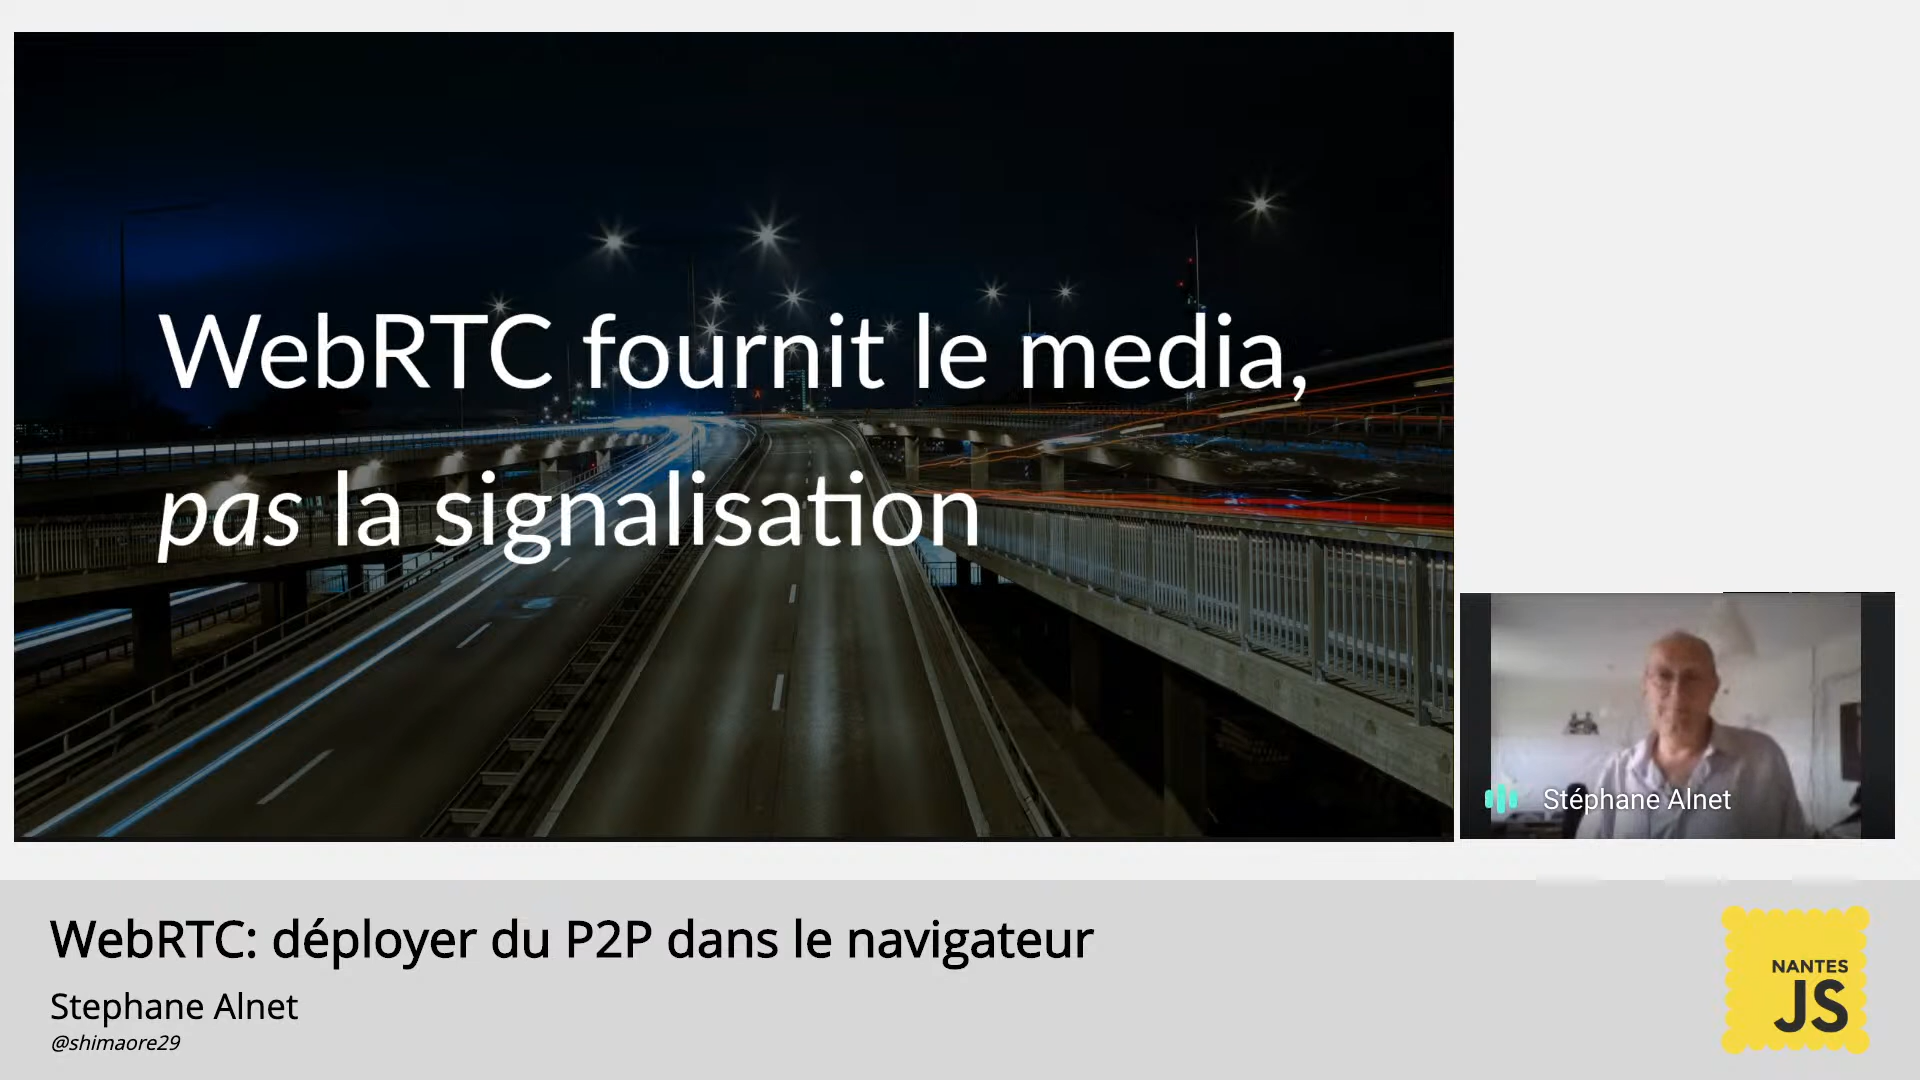 WebRTC fournit le media,
pas la signalisation
Stéphane Alnet
WebRTC: déployer du P2P dans le navigateur
Stephane Alnet
@shimaore29
NANTES
JS